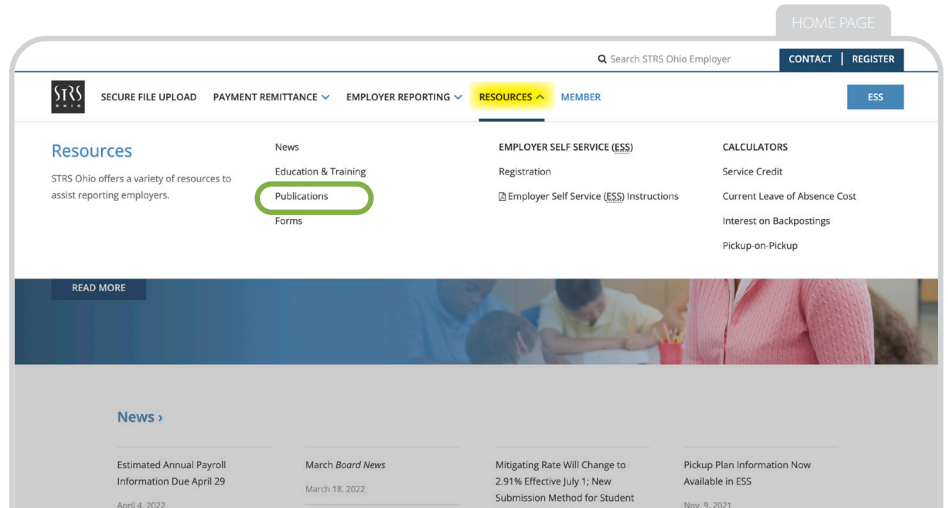 HOME PAGE
Search STRS Ohio Employer
CONTACT | REGISTER
STRS
OHIO
SECURE FILE UPLOAD
PAYMENT REMITTANCE
EMPLOYER REPORTING
RESOURCES
MEMBER
ESS
Resources
STRS Ohio offers a variety of resources to
assist reporting employers.
News
Education & Training
Publications
Forms
EMPLOYER SELF SERVICE (ESS)
Registration
Employer Self Service (ESS) Instructions
CALCULATORS
Service Credit
Current Leave of Absence Cost
Interest on Backpostings
Pickup-on-Pickup
READ MORE
News ›
Estimated Annual Payroll
Information Due April 29
April 4, 2022
March Board News
March 18, 2022
Mitigating Rate Will Change to
2.91% Effective July 1; New
Submission Method for Student
Pickup Plan Information Now
Available in ESS
Nov. 9, 2021